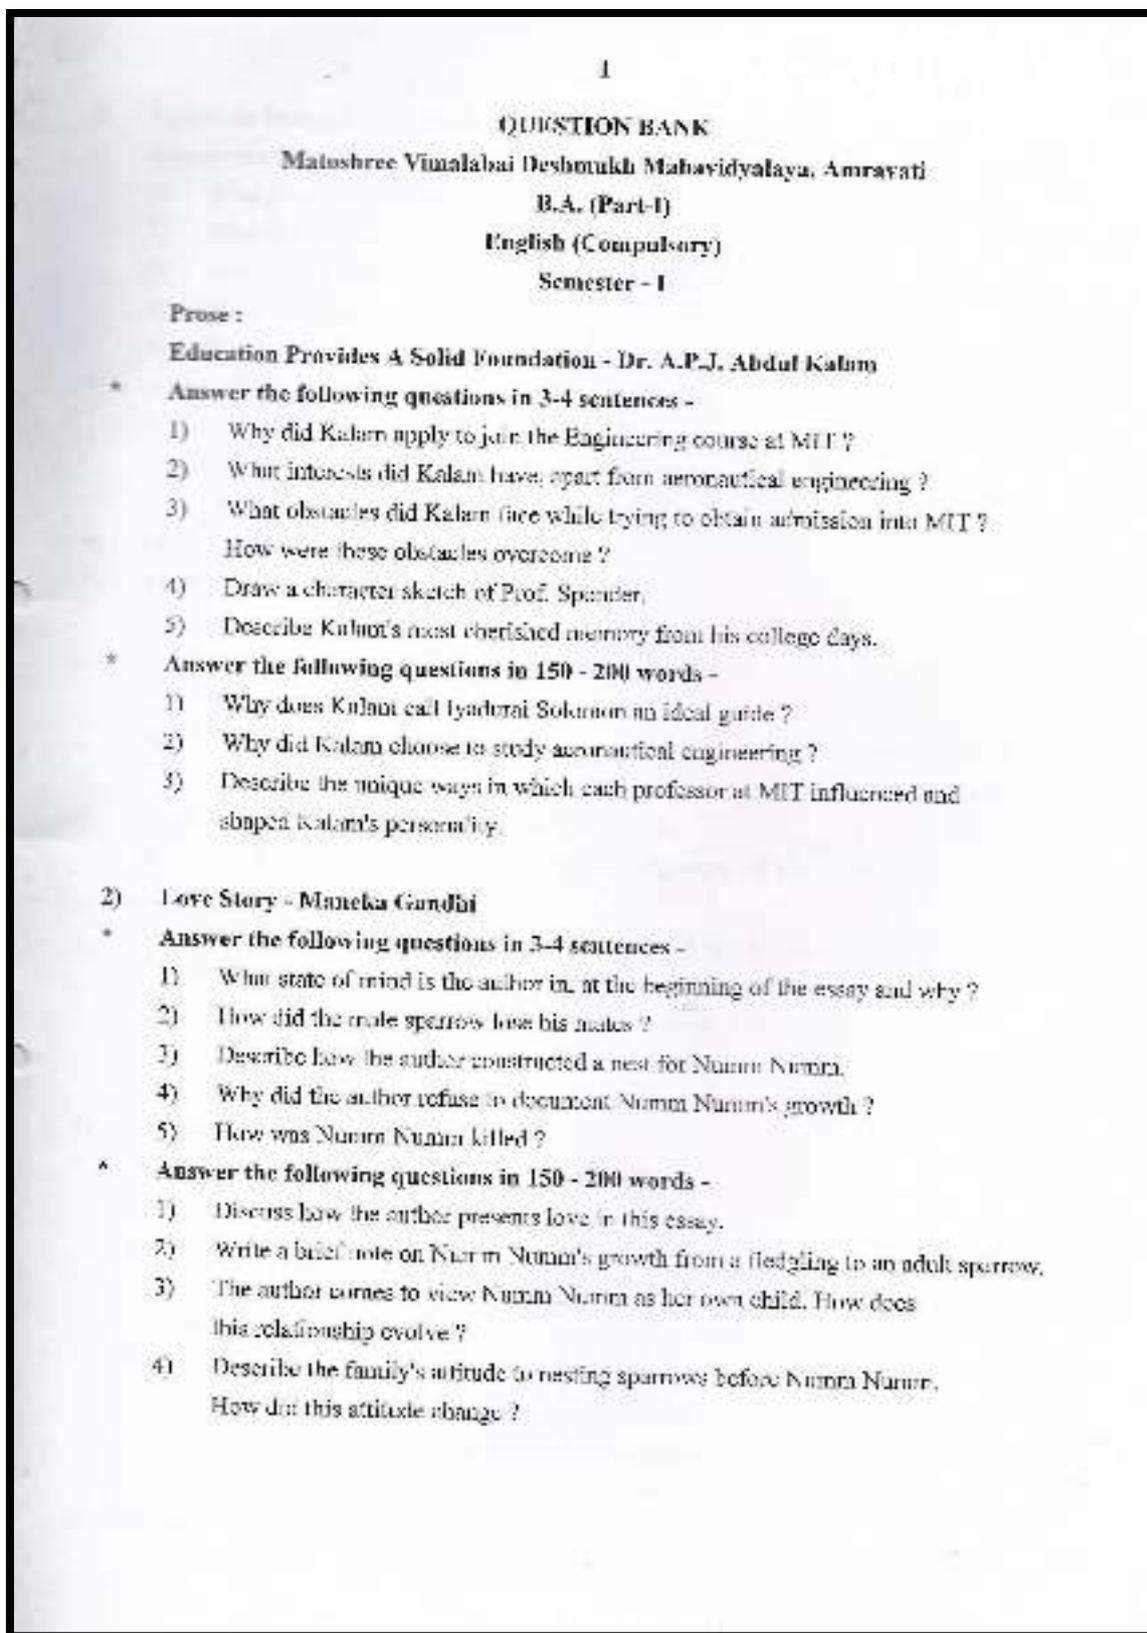 1
QUESTION BANK
Matoshree Vimalabai Deshmukh Mahavidyalaya, Amravati
B.A. (Part-I)
English (Compulsory)
Semester - I
Prose :
Education Provides A Solid Foundation - Dr. A.P.J. Abdul Kalam
* Answer the following questions in 3-4 sentences -
1) Why did Kalam apply to join the Engineering course at MIT ?
2) What interests did Kalam have, apart from aeronautical engineering ?
3) What obstacles did Kalam face while trying to obtain admission into MIT ?
How were these obstacles overcome ?
4) Draw a character sketch of Prof. Sponder.
5) Describe Kalam's most cherished memory from his college days.
* Answer the following questions in 150 - 200 words -
1) Why does Kalam call Iyadurai Solomon an ideal guide ?
2) Why did Kalam choose to study aeronautical engineering ?
3) Describe the unique ways in which each professor at MIT influenced and
shaped Kalam's personality.
2) Love Story - Maneka Gandhi
* Answer the following questions in 3-4 sentences -
1) What state of mind is the author in, at the beginning of the essay and why ?
2) How did the male sparrow lose his mates ?
3) Describe how the author constructed a nest for Numm Numm.
4) Why did the author refuse to document Numm Numm's growth ?
5) How was Numm Numm killed ?
* Answer the following questions in 150 - 200 words -
1) Discuss how the author presents love in this essay.
2) Write a brief note on Numm Numm's growth from a fledgling to an adult sparrow.
3) The author comes to view Numm Numm as her own child. How does
this relationship evolve ?
4) Describe the family's attitude to nesting sparrows before Numm Numm.
How did this attitude change ?